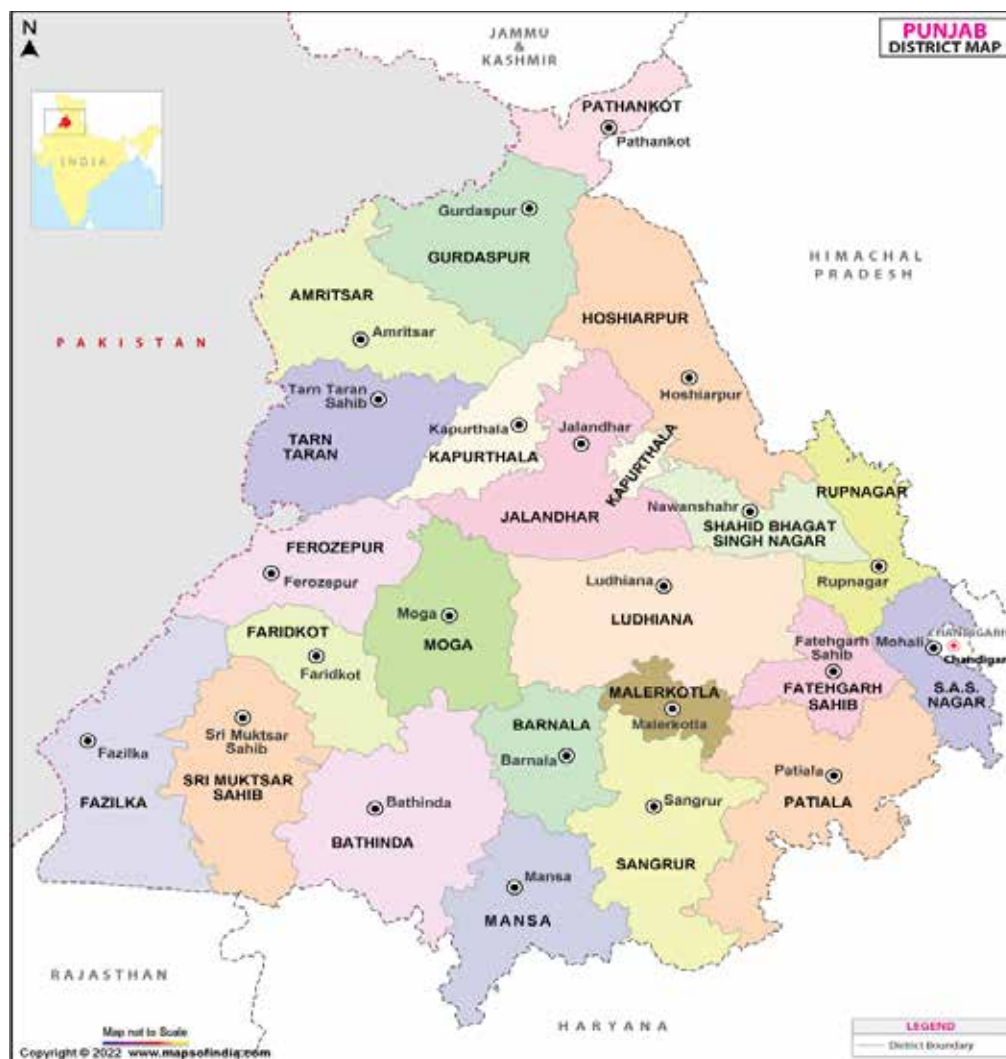 N
JAMMU
&
KASHMIR
PUNJAB
DISTRICT MAP
PATHANKOT
Pathankot
INDIA
Gurdaspur
GURDASPUR
HIMACHAL
PRADESH
AMRITSAR
Amritsar
HOSHIARPUR
Hoshiarpur
PAKISTAN
Tarn Taran
Sahib
TARN
TARAN
Kapurthala
KAPURTHALA
Jalandhar
KAPURTHALA
JALANDHAR
Nawanshahr
SHAHID BHAGAT
SINGH NAGAR
RUPNAGAR
Rupnagar
FEROZEPUR
Ferozepur
Moga
MOGA
Ludhiana
LUDHIANA
FARIDKOT
Faridkot
Fatehgarh
Sahib
FATEHGARH
SAHIB
Mohali
CHANDIGARH
Chandigarh
S.A.S.
NAGAR
MALERKOTLA
Malerkotla
BARNALA
Barnala
Sri Muktsar
Sahib
SRI MUKTSAR
SAHIB
Fazilka
FAZILKA
Bathinda
BATHINDA
Sangrur
SANGRUR
Patiala
PATIALA
Mansa
MANSA
RAJASTHAN
HARYANA
Map not to Scale
Copyright © 2022 www.mapsofindia.com
LEGEND
District Boundary